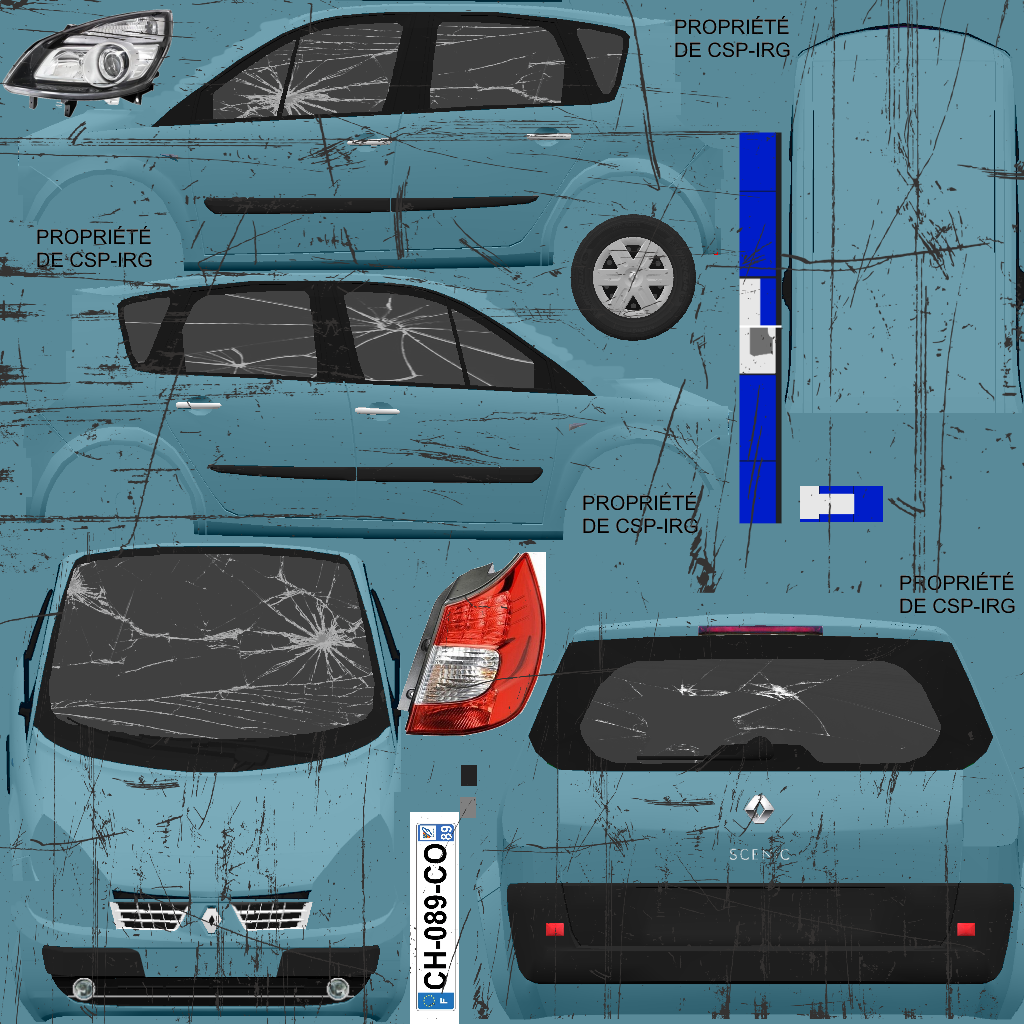 PROPRIÉTÉ
DE CSP-IRG
PROPRIÉTÉ
DE CSP-IRG
PROPRIÉTÉ
DE CSP-IRG
PROPRIÉTÉ
DE CSP-IRG
SCENIC
89
CH-089-CO
F